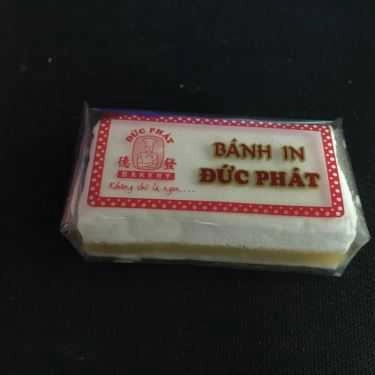 ĐỨC PHÁT
德 發
BAKERY
Không chỉ là ngon...
BÁNH IN
ĐỨC PHÁT